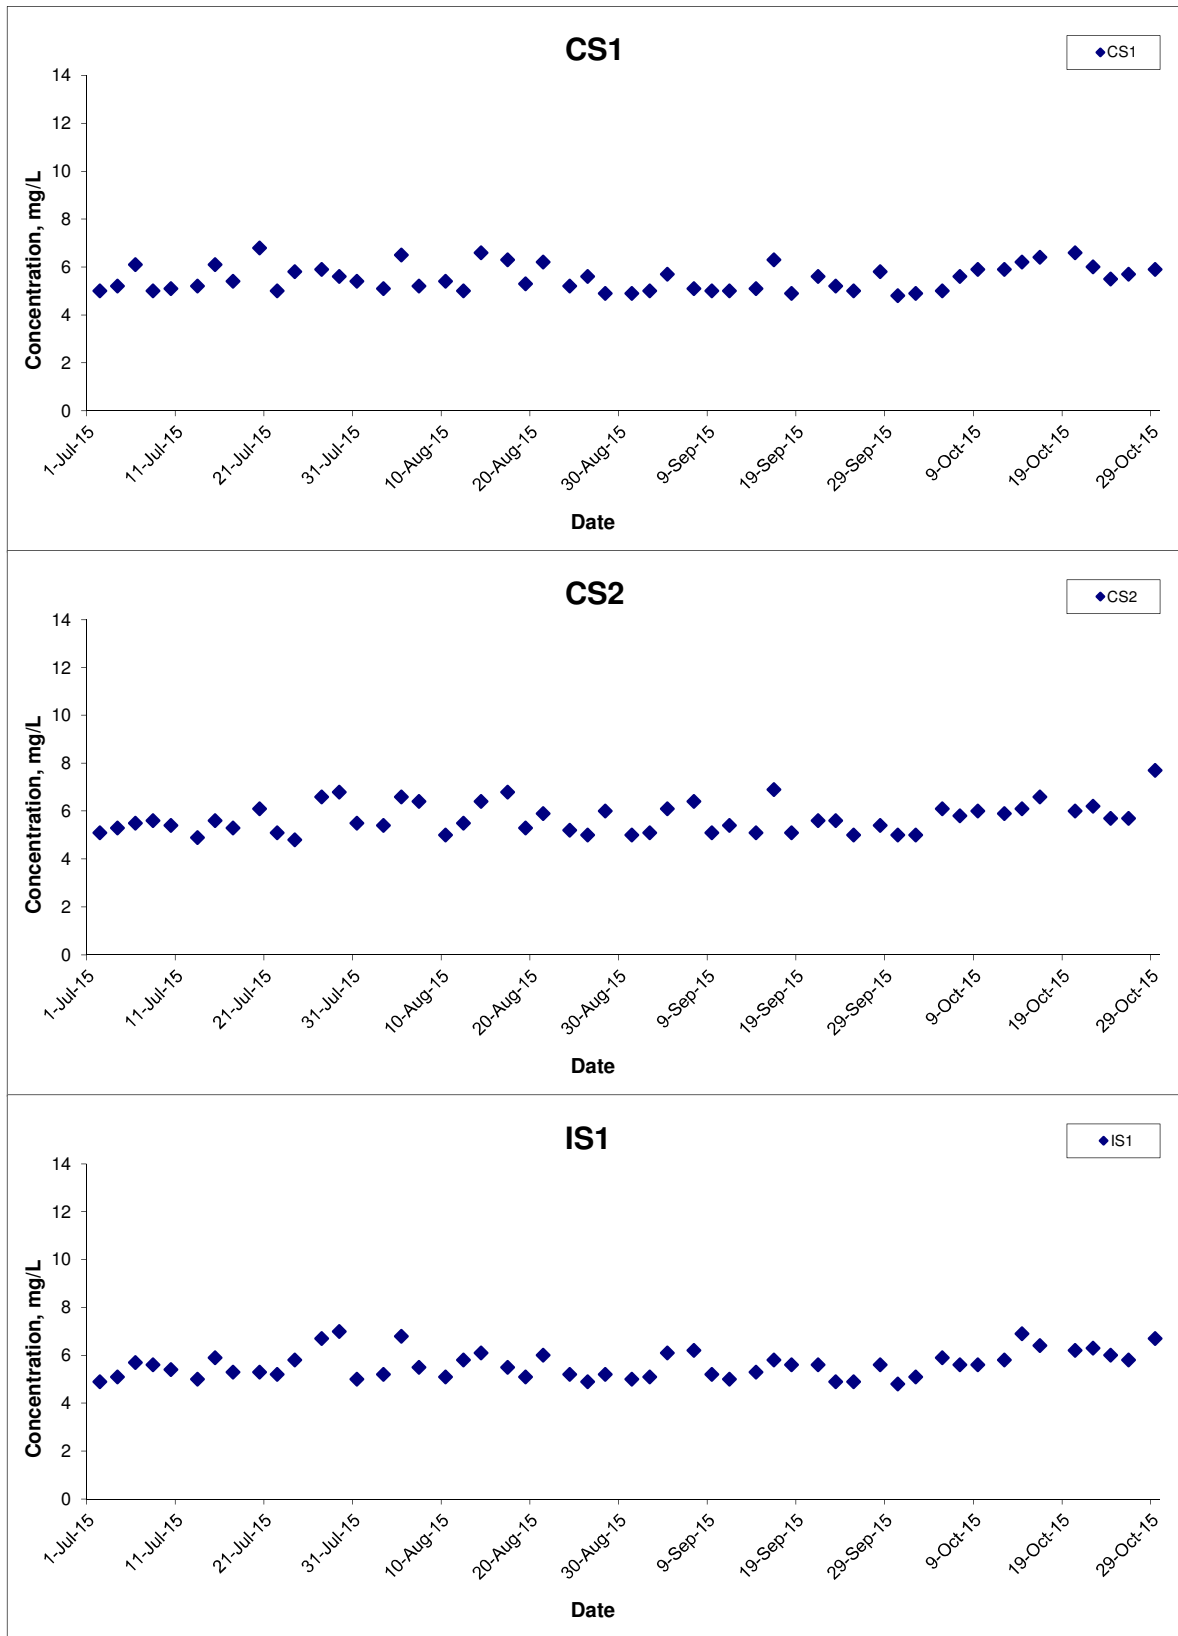 CS1
CS1
14
12
10
8
6
4
2
0
Concentration, mg/L
1-Jul-15
11-Jul-15
21-Jul-15
31-Jul-15
10-Aug-15
20-Aug-15
30-Aug-15
9-Sep-15
19-Sep-15
29-Sep-15
9-Oct-15
19-Oct-15
29-Oct-15
Date
CS2
CS2
14
12
10
8
6
4
2
0
Concentration, mg/L
1-Jul-15
11-Jul-15
21-Jul-15
31-Jul-15
10-Aug-15
20-Aug-15
30-Aug-15
9-Sep-15
19-Sep-15
29-Sep-15
9-Oct-15
19-Oct-15
29-Oct-15
Date
IS1
IS1
14
12
10
8
6
4
2
0
Concentration, mg/L
1-Jul-15
11-Jul-15
21-Jul-15
31-Jul-15
10-Aug-15
20-Aug-15
30-Aug-15
9-Sep-15
19-Sep-15
29-Sep-15
9-Oct-15
19-Oct-15
29-Oct-15
Date